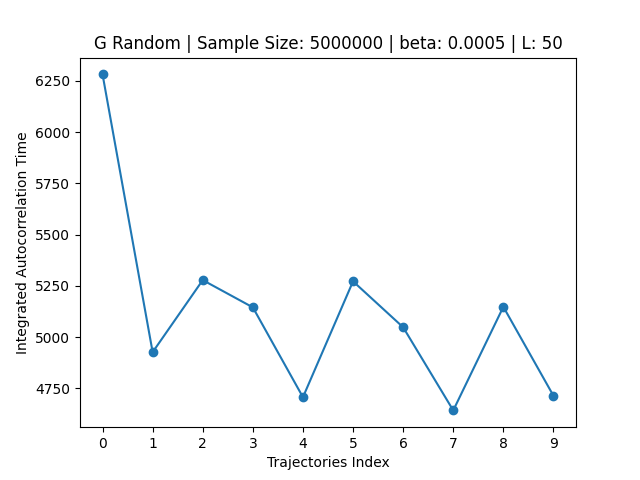 G Random | Sample Size: 5000000 | beta: 0.0005 | L: 50
Integrated Autocorrelation Time
6250
6000
5750
5500
5250
5000
4750
0 1 2 3 4 5 6 7 8 9
Trajectories Index